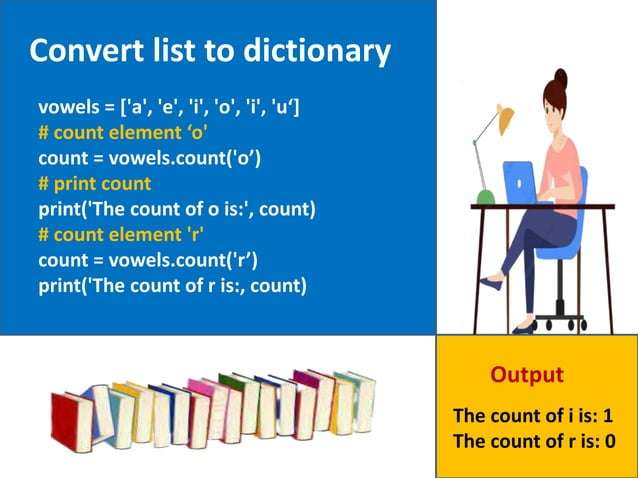 Convert list to dictionary
vowels = ['a', 'e', 'i', 'o', 'i', 'u‘]
# count element ‘o'
count = vowels.count('o’)
# print count
print('The count of o is:', count)
# count element 'r'
count = vowels.count('r’)
print('The count of r is:, count)
Output
The count of i is: 1
The count of r is: 0